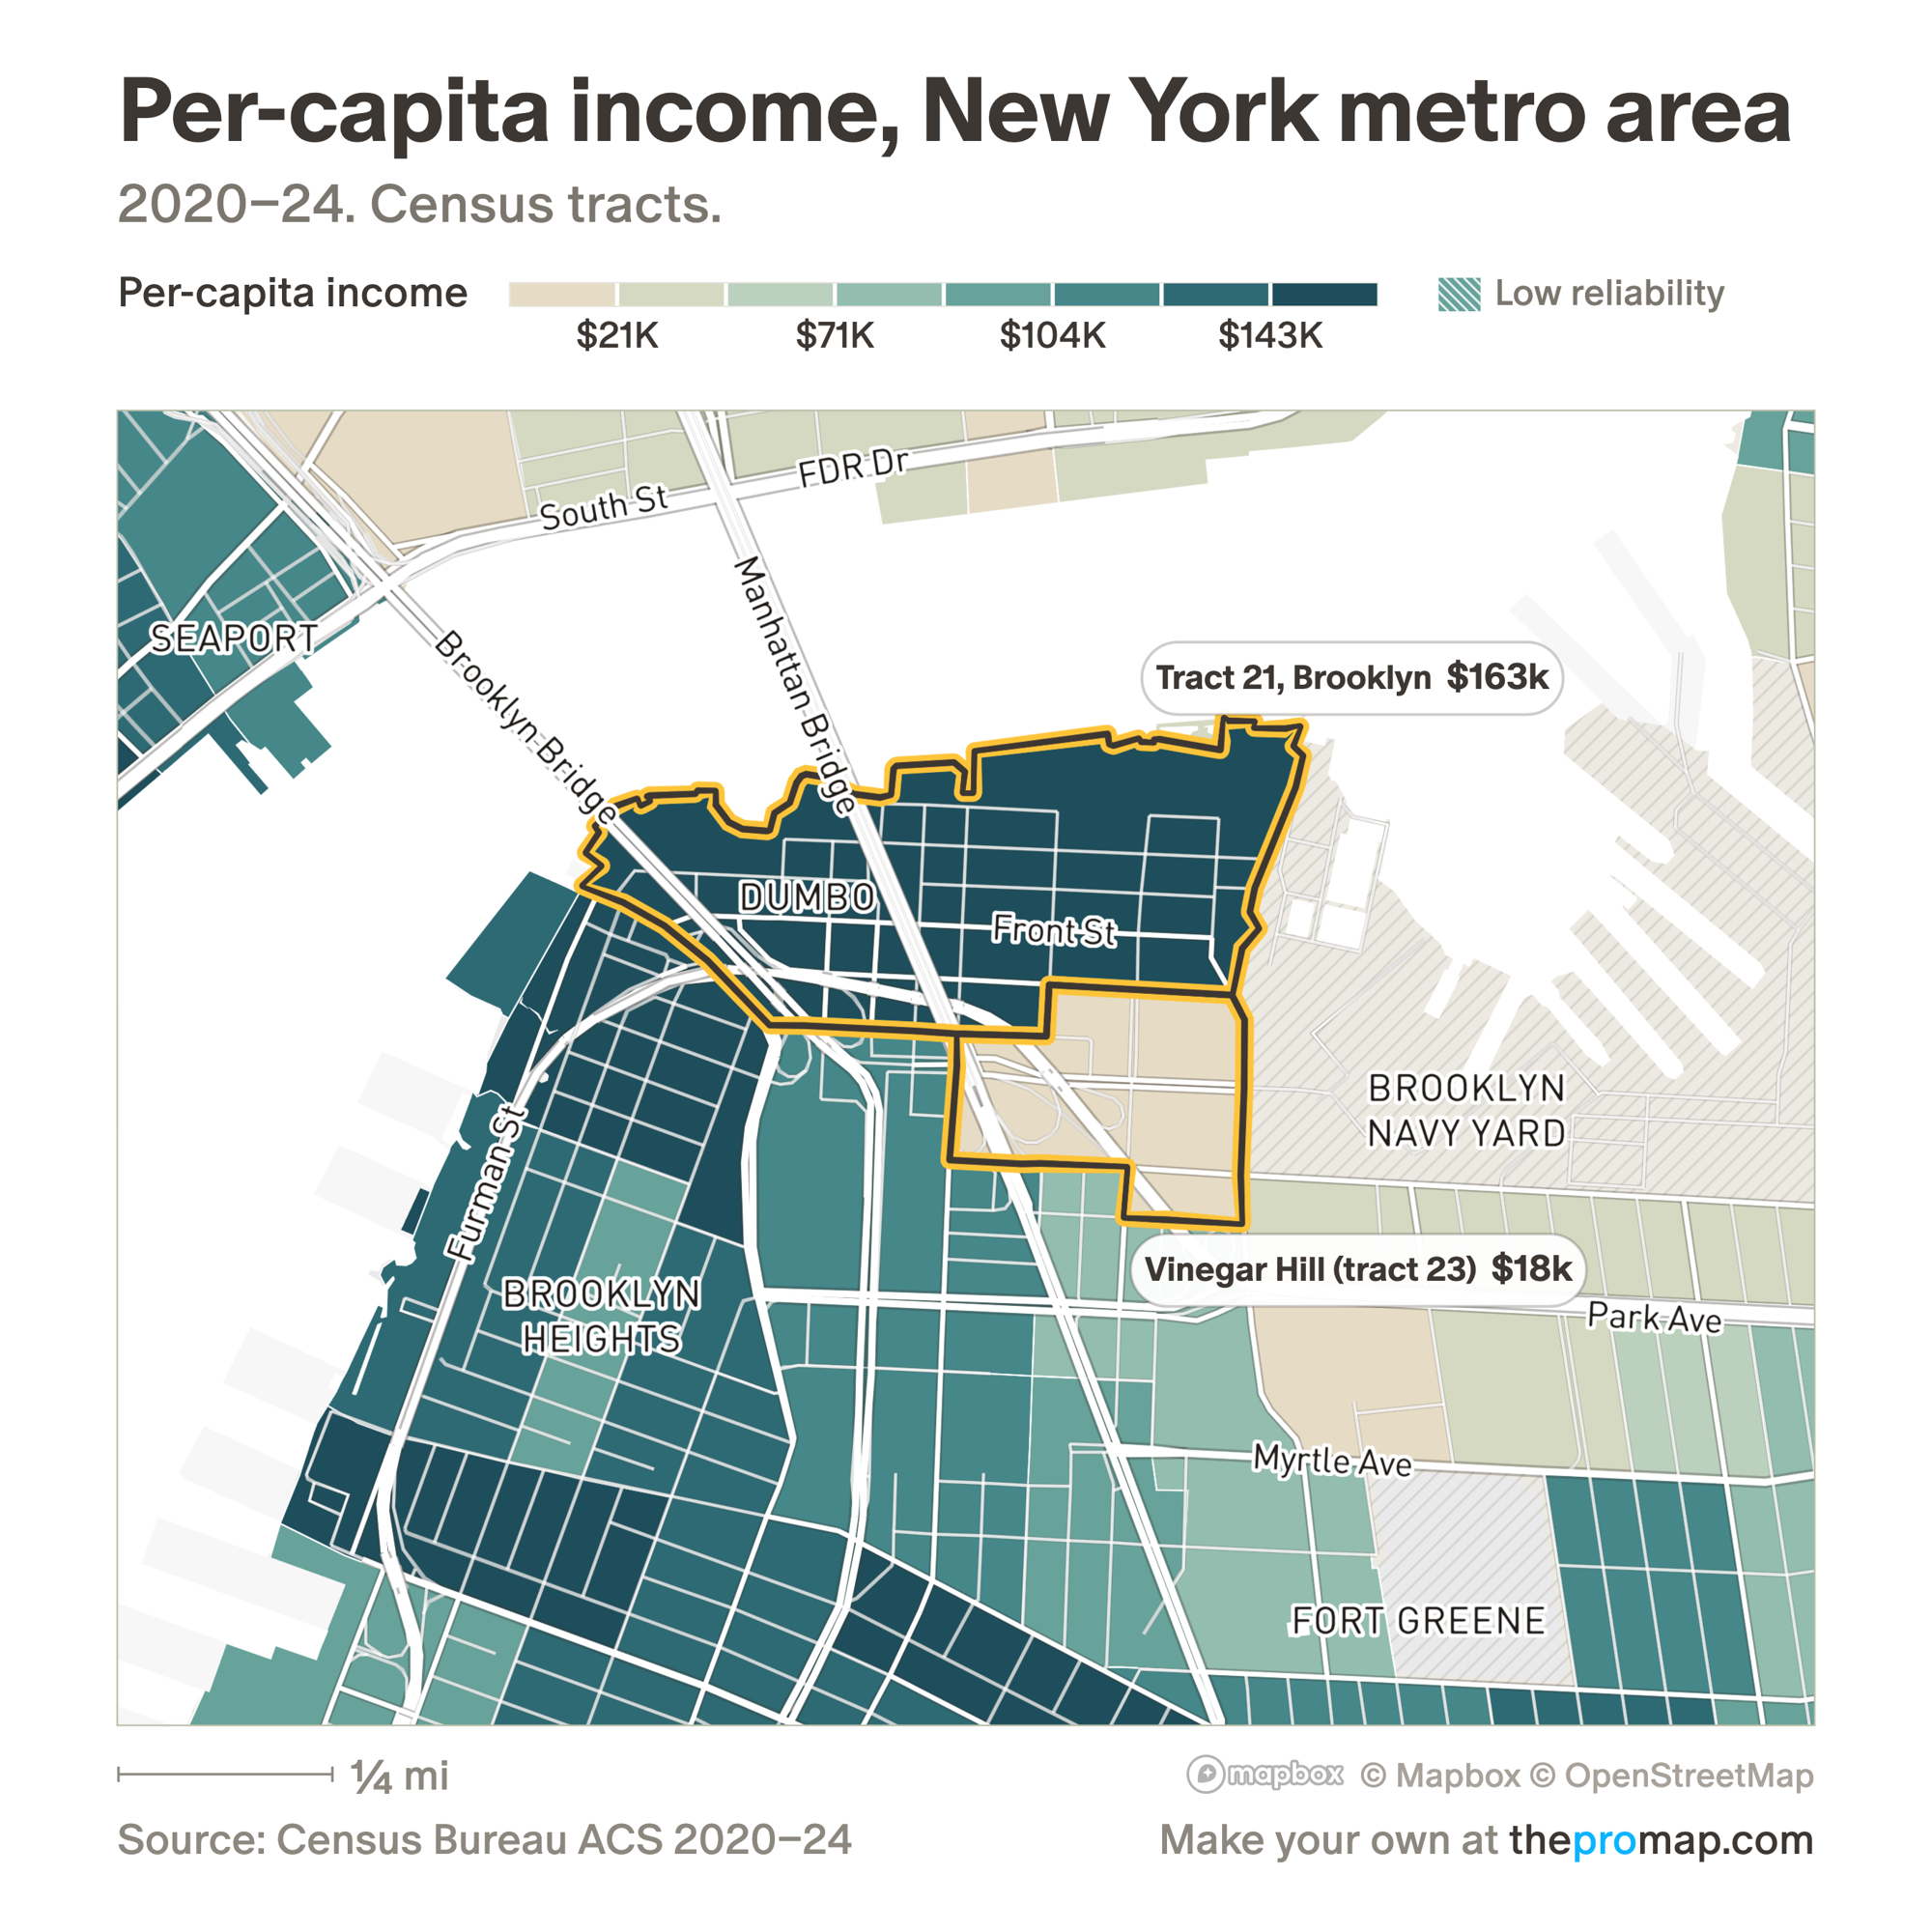 Per-capita income, New York metro area
2020–24. Census tracts.
Per-capita income
$21K
$71K
$104K
$143K
Low reliability
FDR Dr
South St
Manhattan Bridge
SEAPORT
Brooklyn Bridge
Tract 21, Brooklyn $163k
DUMBO
Front St
BROOKLYN
NAVY YARD
Furman St
Vinegar Hill (tract 23) $18k
BROOKLYN
HEIGHTS
Park Ave
Myrtle Ave
FORT GREENE
¼ mi
mapbox © Mapbox © OpenStreetMap
Source: Census Bureau ACS 2020–24
Make your own at thepromap.com